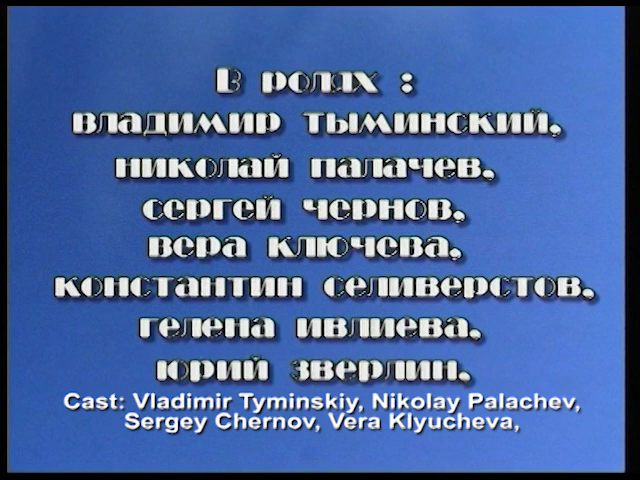 В ролях :
владимир тыминский,
николай палачев,
сергей чернов,
вера ключева,
константин селиверстов,
гелена ивлиева,
юрий зверлин,
Cast: Vladimir Tyminskiy, Nikolay Palachev,
Sergey Chernov, Vera Klyucheva,